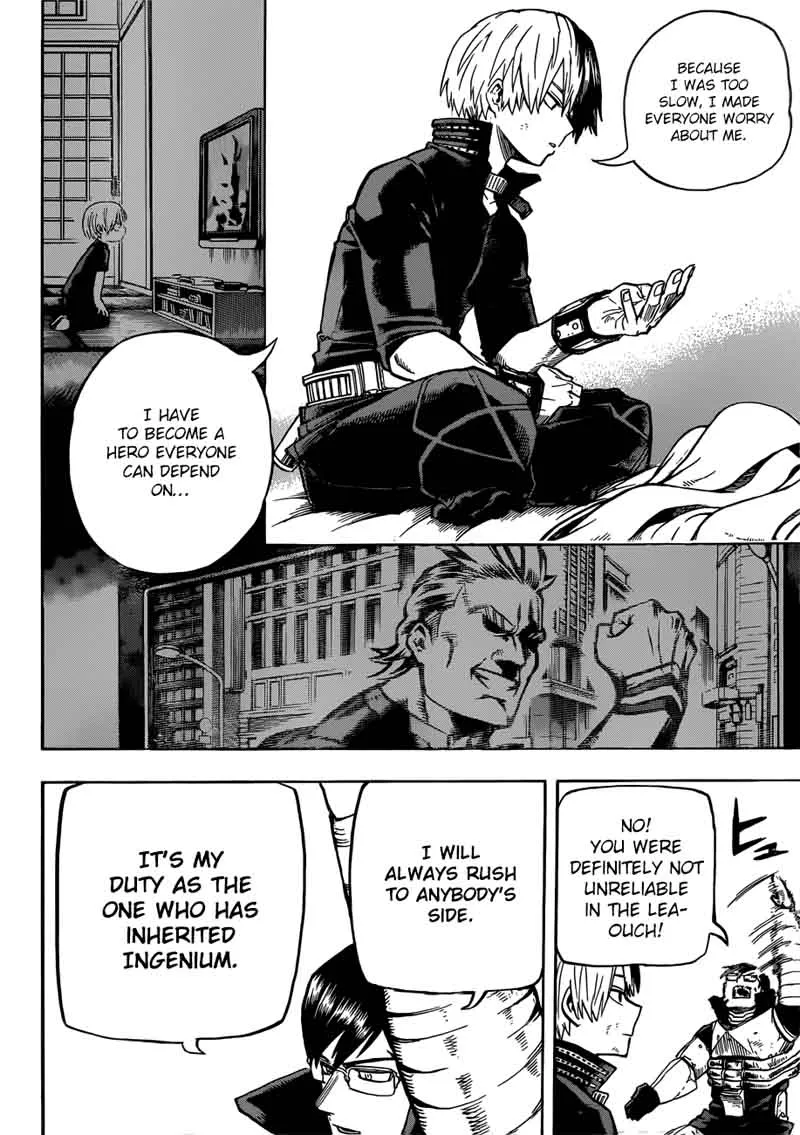 BECAUSE
I WAS TOO
SLOW, I MADE
EVERYONE WORRY
ABOUT ME.
I HAVE
TO BECOME A
HERO EVERYONE
CAN DEPEND
ON...
NO!
YOU WERE
DEFINITELY NOT
UNRELIABLE
IN THE LEA-
OUCH!
ヒュ
I WILL
ALWAYS RUSH
TO ANYBODY'S
SIDE.
IT'S MY
DUTY AS THE
ONE WHO HAS
INHERITED
INGENIUM.